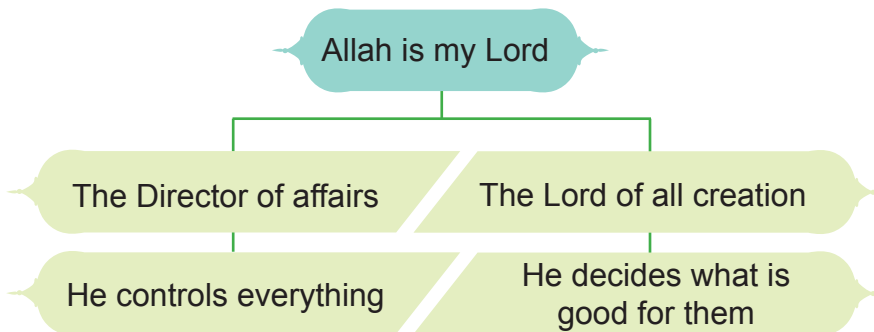 Allah is my Lord
The Director of affairs
The Lord of all creation
He controls everything
He decides what is
good for them